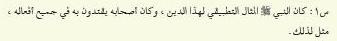 س١ : كان النبي ﷺ المثال التطبيقي لهذا الدين ، وكان أصحابه يقتدون به في جميع أفعاله ،
مثل لذلك .